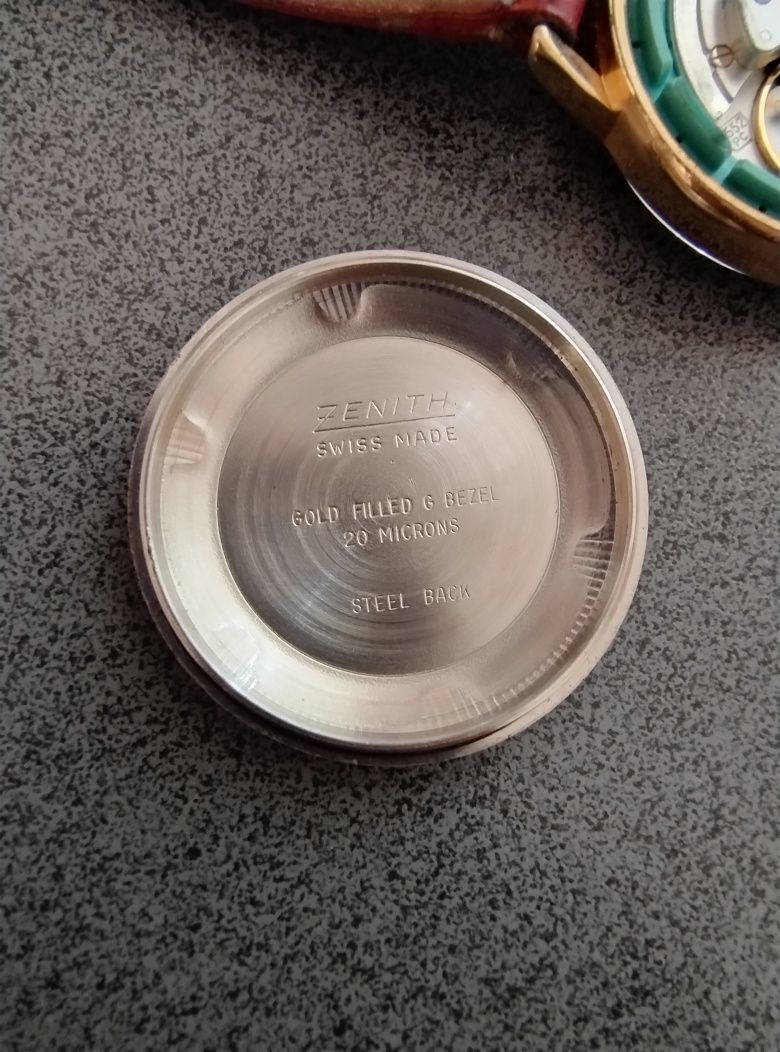 ZENITH
SWISS MADE
GOLD FILLED G BEZEL
20 MICRONS
STEEL BACK